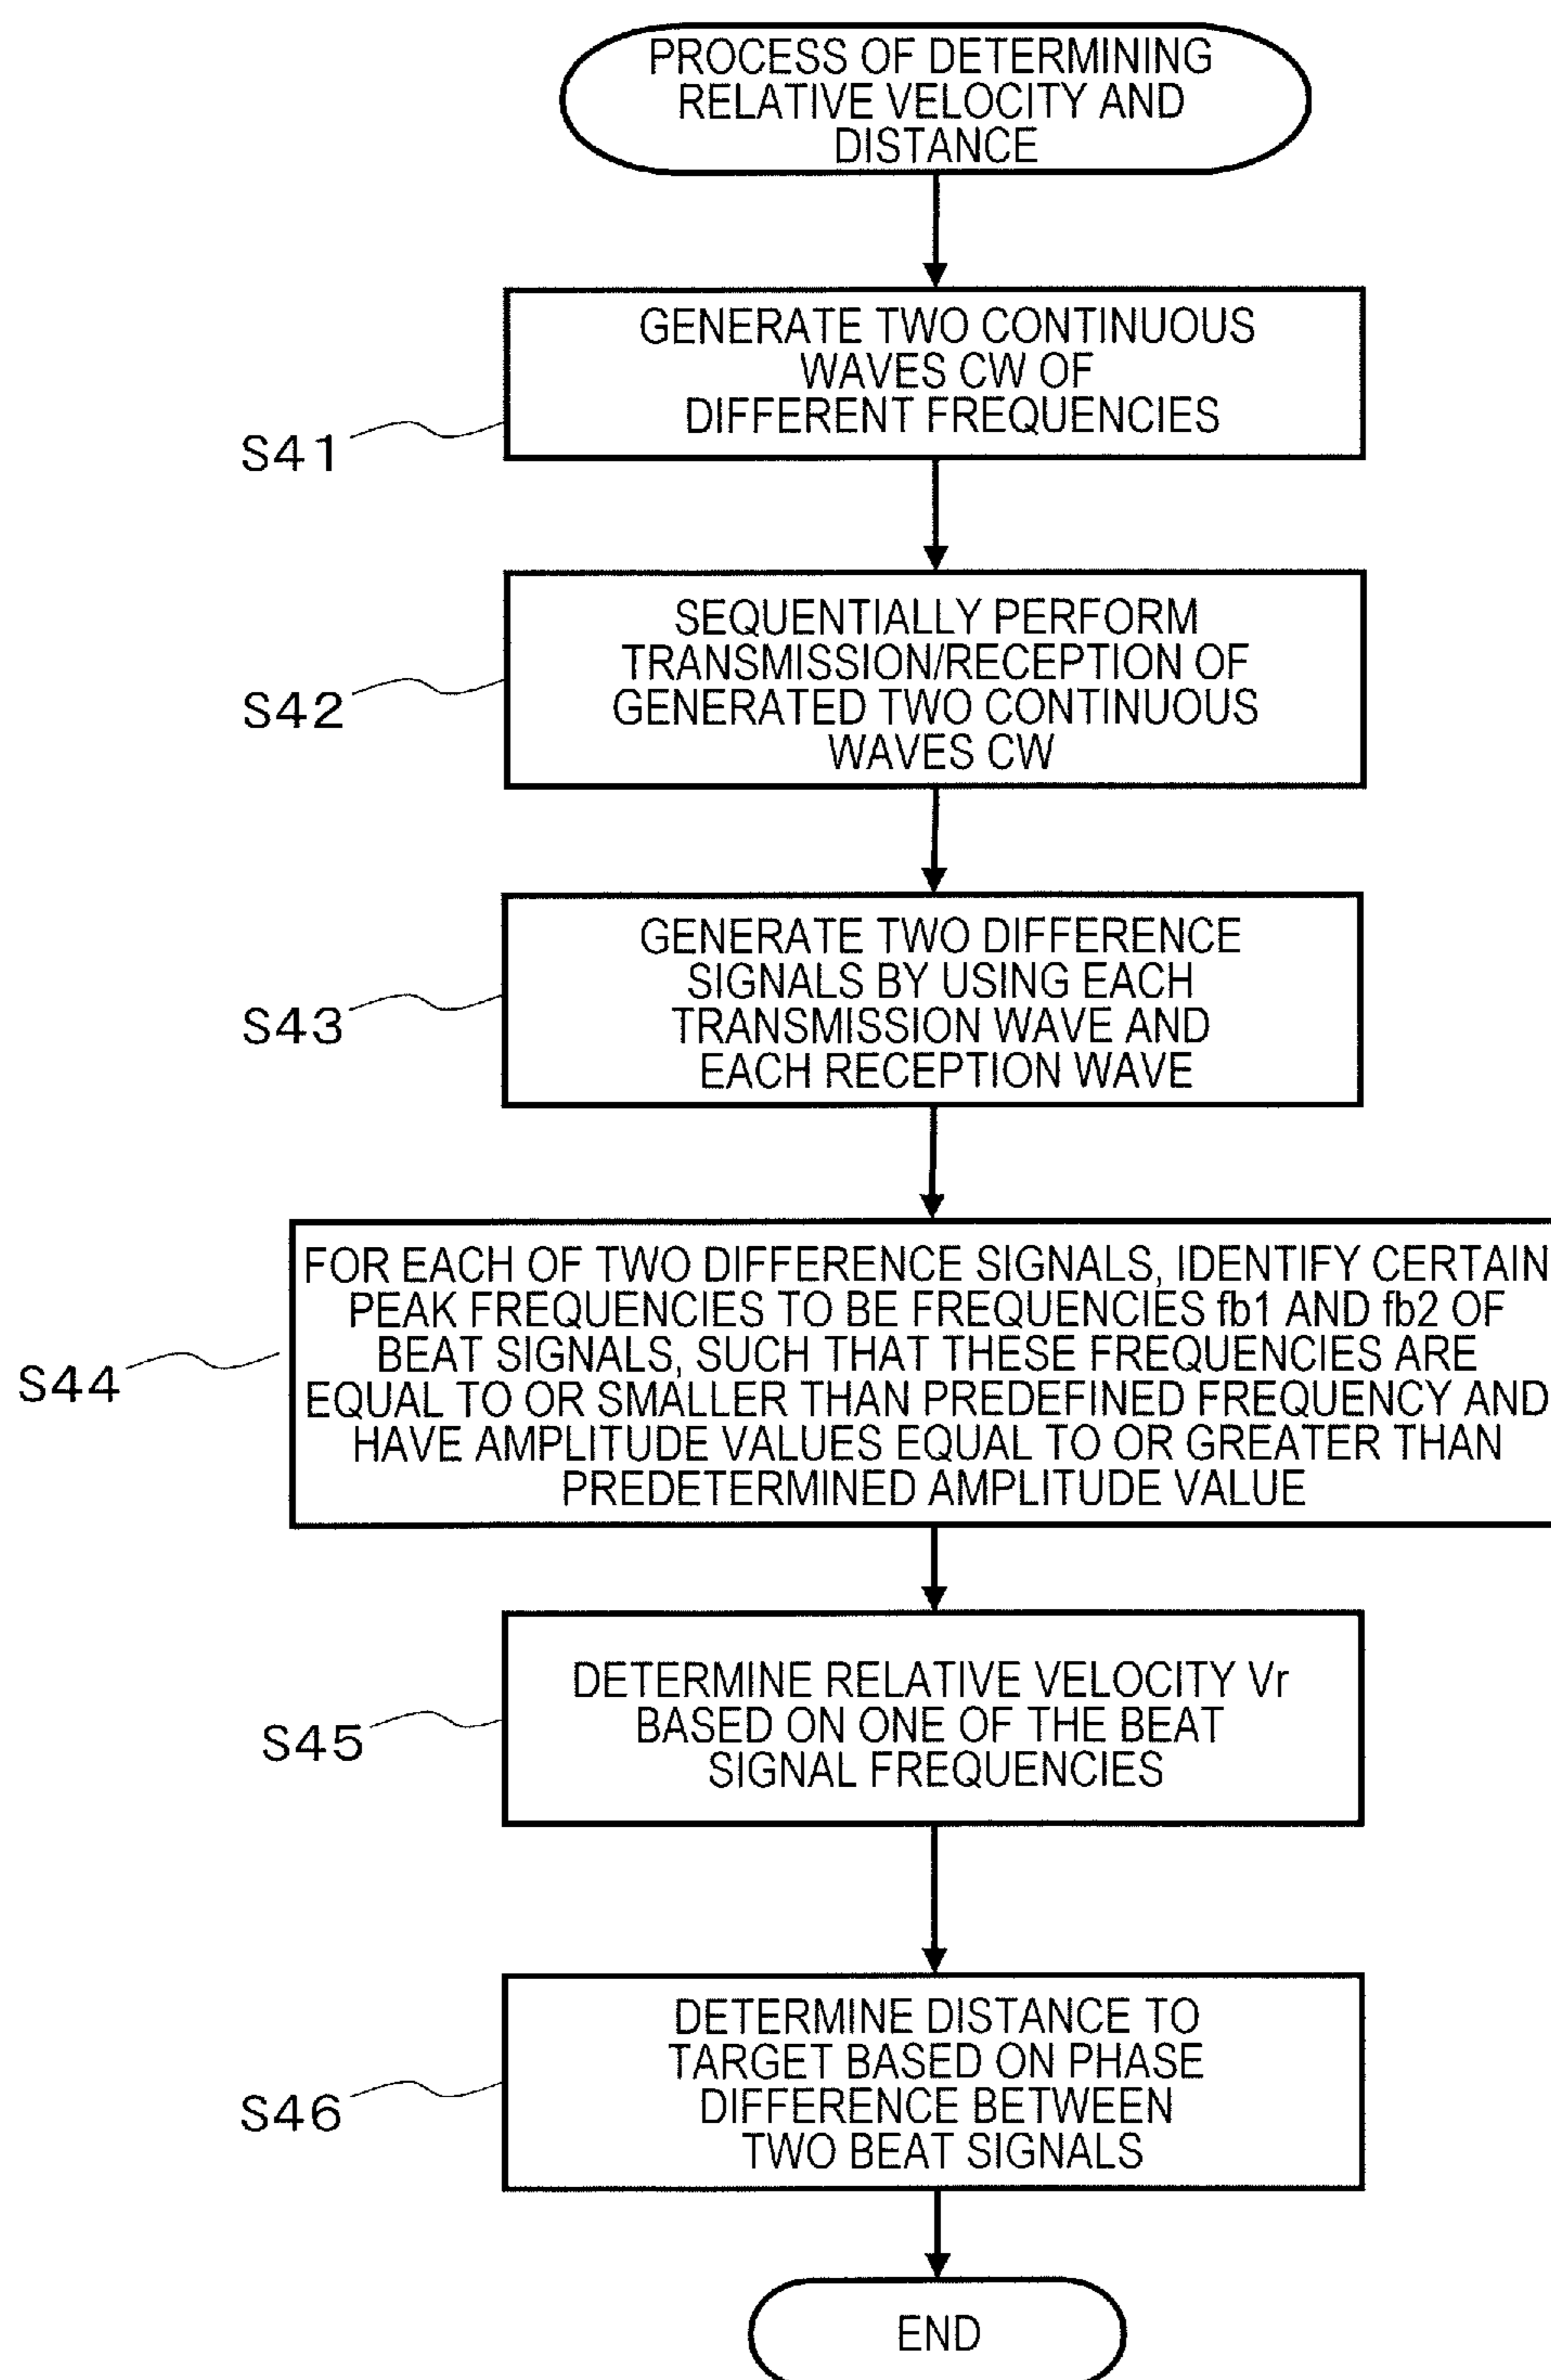 PROCESS OF DETERMINING
RELATIVE VELOCITY AND
DISTANCE
GENERATE TWO CONTINUOUS
WAVES CW OF
DIFFERENT FREQUENCIES
S41
SEQUENTIALLY PERFORM
TRANSMISSION/RECEPTION OF
GENERATED TWO CONTINUOUS
WAVES CW
S42
GENERATE TWO DIFFERENCE
SIGNALS BY USING EACH
TRANSMISSION WAVE AND
EACH RECEPTION WAVE
S43
FOR EACH OF TWO DIFFERENCE SIGNALS, IDENTIFY CERTAIN
PEAK FREQUENCIES TO BE FREQUENCIES fb1 AND fb2 OF
BEAT SIGNALS, SUCH THAT THESE FREQUENCIES ARE
EQUAL TO OR SMALLER THAN PREDEFINED FREQUENCY AND
HAVE AMPLITUDE VALUES EQUAL TO OR GREATER THAN
PREDETERMINED AMPLITUDE VALUE
S44
DETERMINE RELATIVE VELOCITY Vr
BASED ON ONE OF THE BEAT
SIGNAL FREQUENCIES
S45
DETERMINE DISTANCE TO
TARGET BASED ON PHASE
DIFFERENCE BETWEEN
TWO BEAT SIGNALS
S46
END